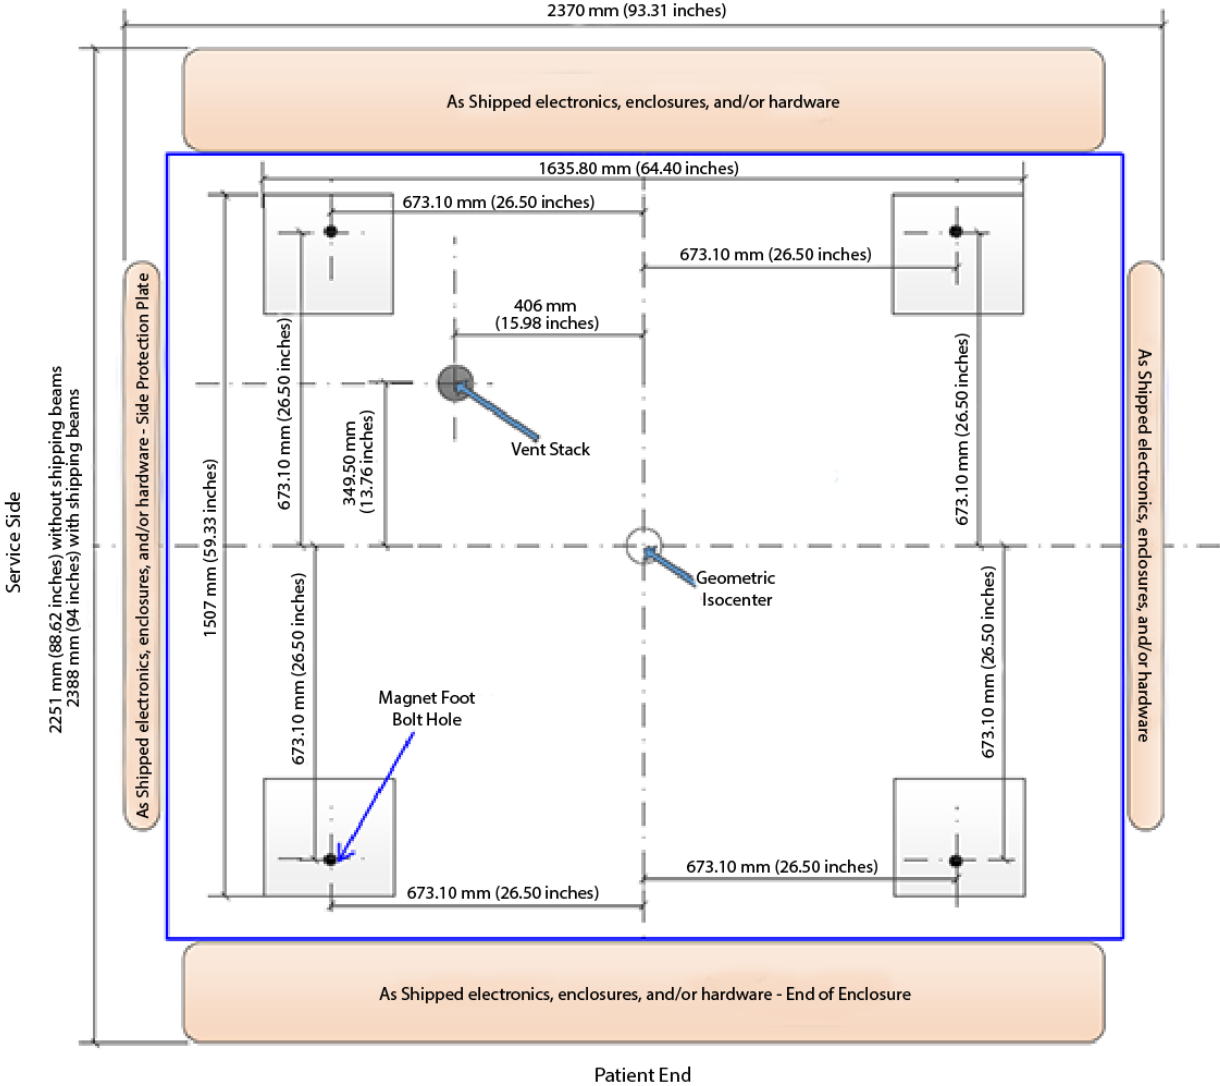 2370 mm (93.31 inches)
As Shipped electronics, enclosures, and/or hardware
1635.80 mm (64.40 inches)
673.10 mm (26.50 inches)
673.10 mm (26.50 inches)
406 mm
(15.98 inches)
673.10 mm (26.50 inches)
673.10 mm (26.50 inches)
349.50 mm
(13.76 inches)
Vent Stack
As Shipped electronics, enclosures, and/or hardware - Side Protection Plate
As Shipped electronics, enclosures, and/or hardware
Service Side
2251 mm (88.62 inches) without shipping beams
2388 mm (94 inches) with shipping beams
1507 mm (59.33 inches)
Geometric
Isocenter
673.10 mm (26.50 inches)
673.10 mm (26.50 inches)
Magnet Foot
Bolt Hole
673.10 mm (26.50 inches)
673.10 mm (26.50 inches)
As Shipped electronics, enclosures, and/or hardware - End of Enclosure
Patient End